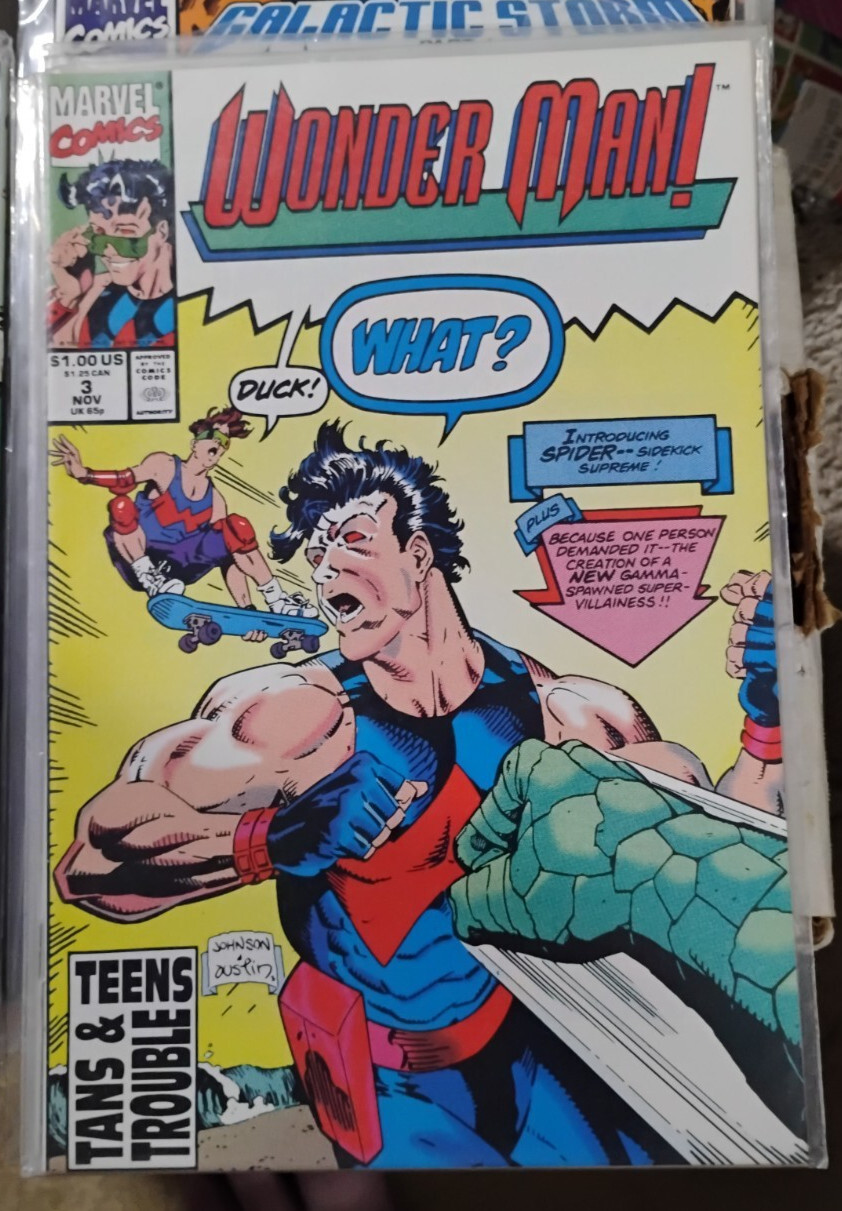 MARVEL
COMICS
GALACTIC STORM
MARVEL
COMICS
WONDER MAN!
TM
$1.00 US
$1.25 CAN
3
NOV
UK 65p
APPROVED
BY THE
COMICS
CODE
AUTHORITY
DUCK!
WHAT?
INTRODUCING
SPIDER--SIDEKICK
SUPREME!
PLUS
BECAUSE ONE PERSON
DEMANDED IT--THE
CREATION OF A
NEW GAMMA-
SPAWNED SUPER-
VILLAINESS!!
JOHNSON
&
AUSTIN
TANS &
TEENS
TROUBLE